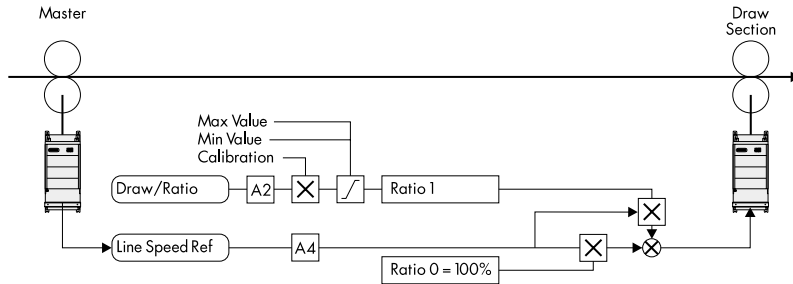 Master
Draw
Section
Max Value
Min Value
Calibration
Draw/Ratio
A2
Ratio 1
Line Speed Ref
A4
Ratio 0 = 100%